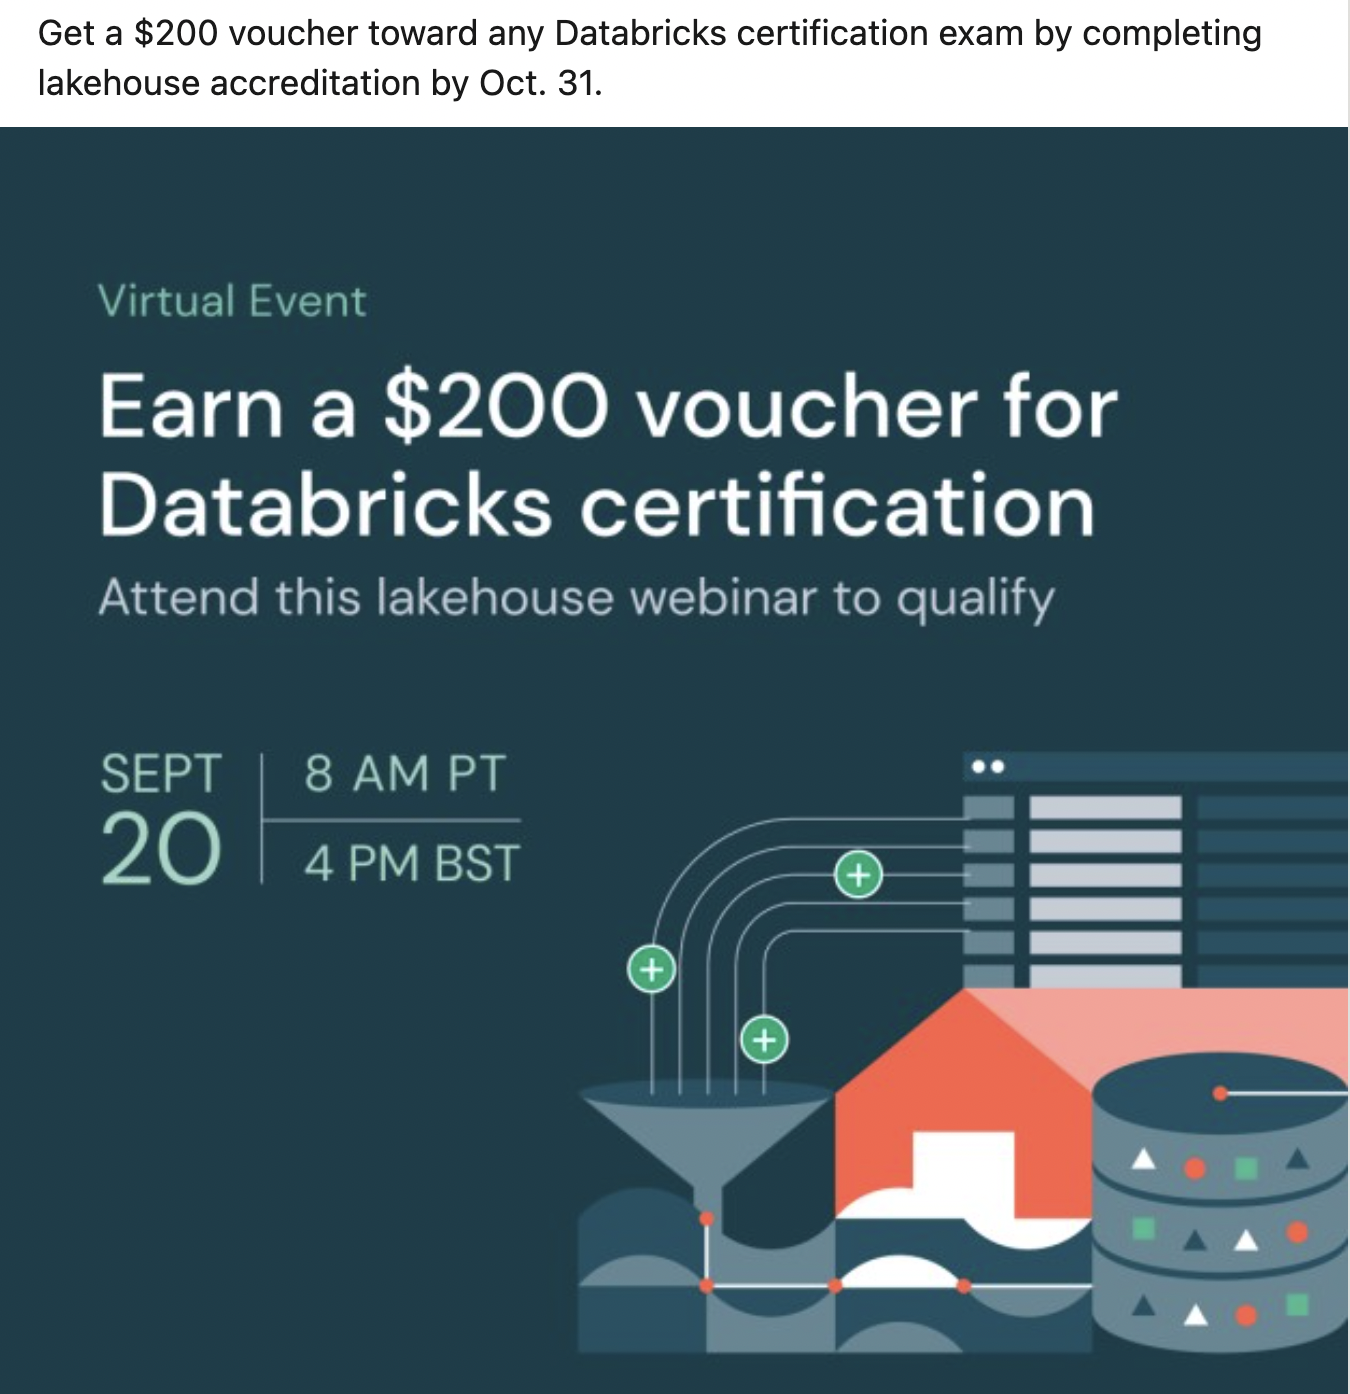 Get a $200 voucher toward any Databricks certification exam by completing
lakehouse accreditation by Oct. 31.
Virtual Event
Earn a $200 voucher for
Databricks certification
Attend this lakehouse webinar to qualify
SEPT
20
8 AM PT
4 PM BST